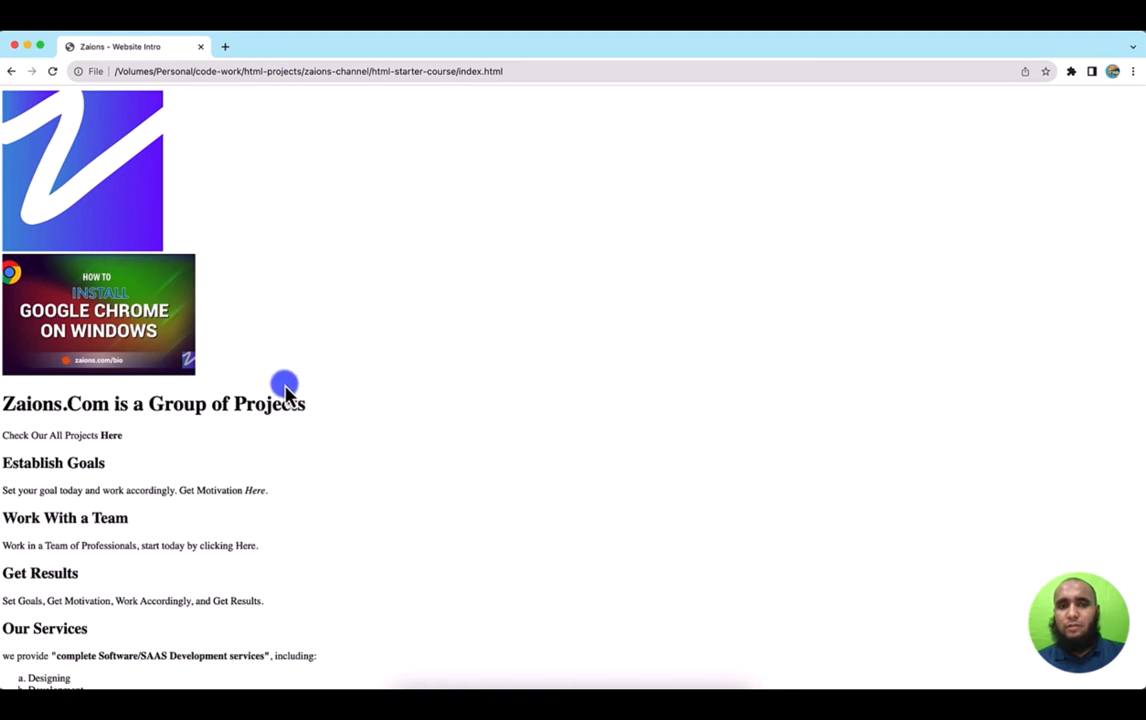 Zaions - Website Intro
File
/Volumes/Personal/code-work/html-projects/zaions-channel/html-starter-course/index.html
HOW TO
INSTALL
GOOGLE CHROME
ON WINDOWS
zaions.com/bio
Zaions.Com is a Group of Projects
Check Our All Projects Here
Establish Goals
Set your goal today and work accordingly. Get Motivation Here.
Work With a Team
Work in a Team of Professionals, start today by clicking Here.
Get Results
Set Goals, Get Motivation, Work Accordingly, and Get Results.
Our Services
we provide "complete Software/SAAS Development services", including:
a. Designing
b. Development